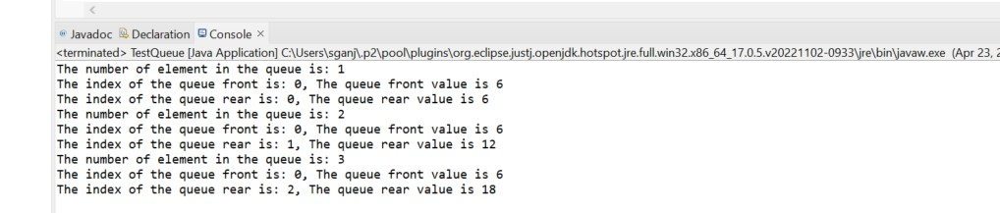 Javadoc Declaration Console ×
<terminated> TestQueue [Java Application] C:\Users\sganj\.p2\pool\plugins\org.eclipse.justj.openjdk.hotspot.jre.full.win32.x86_64_17.0.5.v20221102-0933\jre\bin\javaw.exe (Apr 23, 2
The number of element in the queue is: 1
The index of the queue front is: 0, The queue front value is 6
The index of the queue rear is: 0, The queue rear value is 6
The number of element in the queue is: 2
The index of the queue front is: 0, The queue front value is 6
The index of the queue rear is: 1, The queue rear value is 12
The number of element in the queue is: 3
The index of the queue front is: 0, The queue front value is 6
The index of the queue rear is: 2, The queue rear value is 18